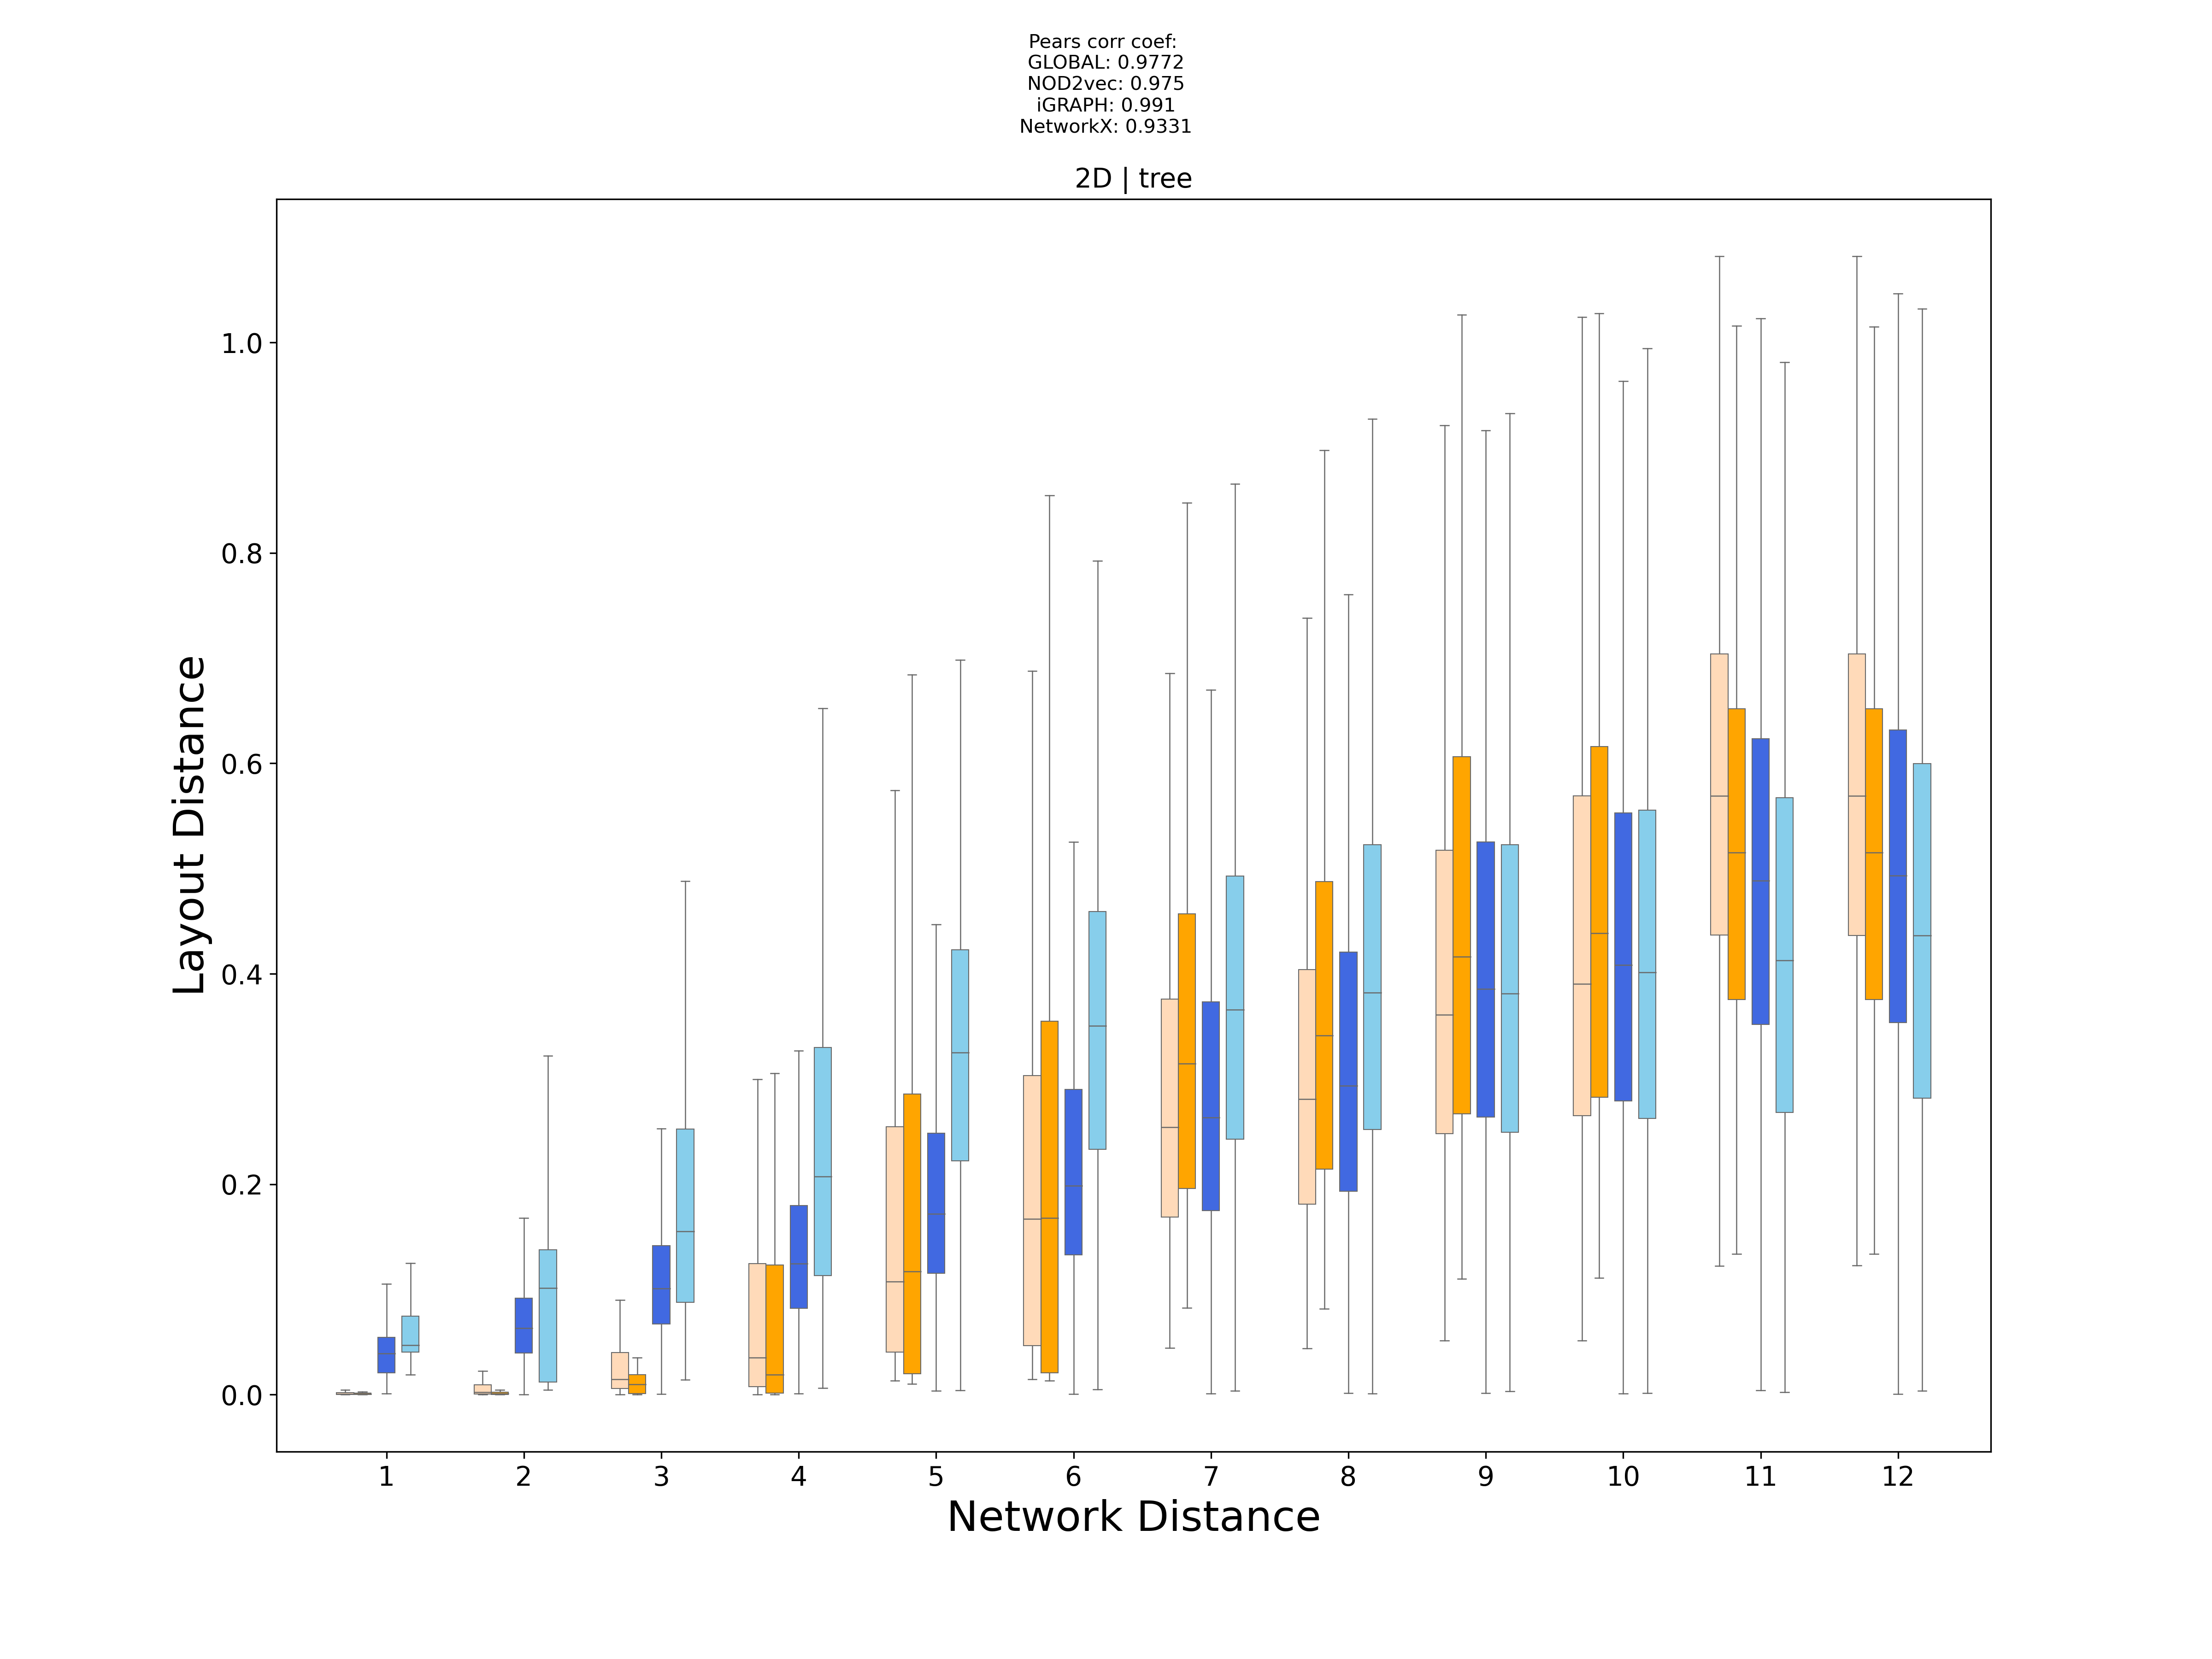 Pears corr coef:
GLOBAL: 0.9772
NOD2vec: 0.975
iGRAPH: 0.991
NetworkX: 0.9331
2D | tree
1.0
0.8
0.6
0.4
0.2
0.0
Layout Distance
1 2 3 4 5 6 7 8 9 10 11 12
Network Distance